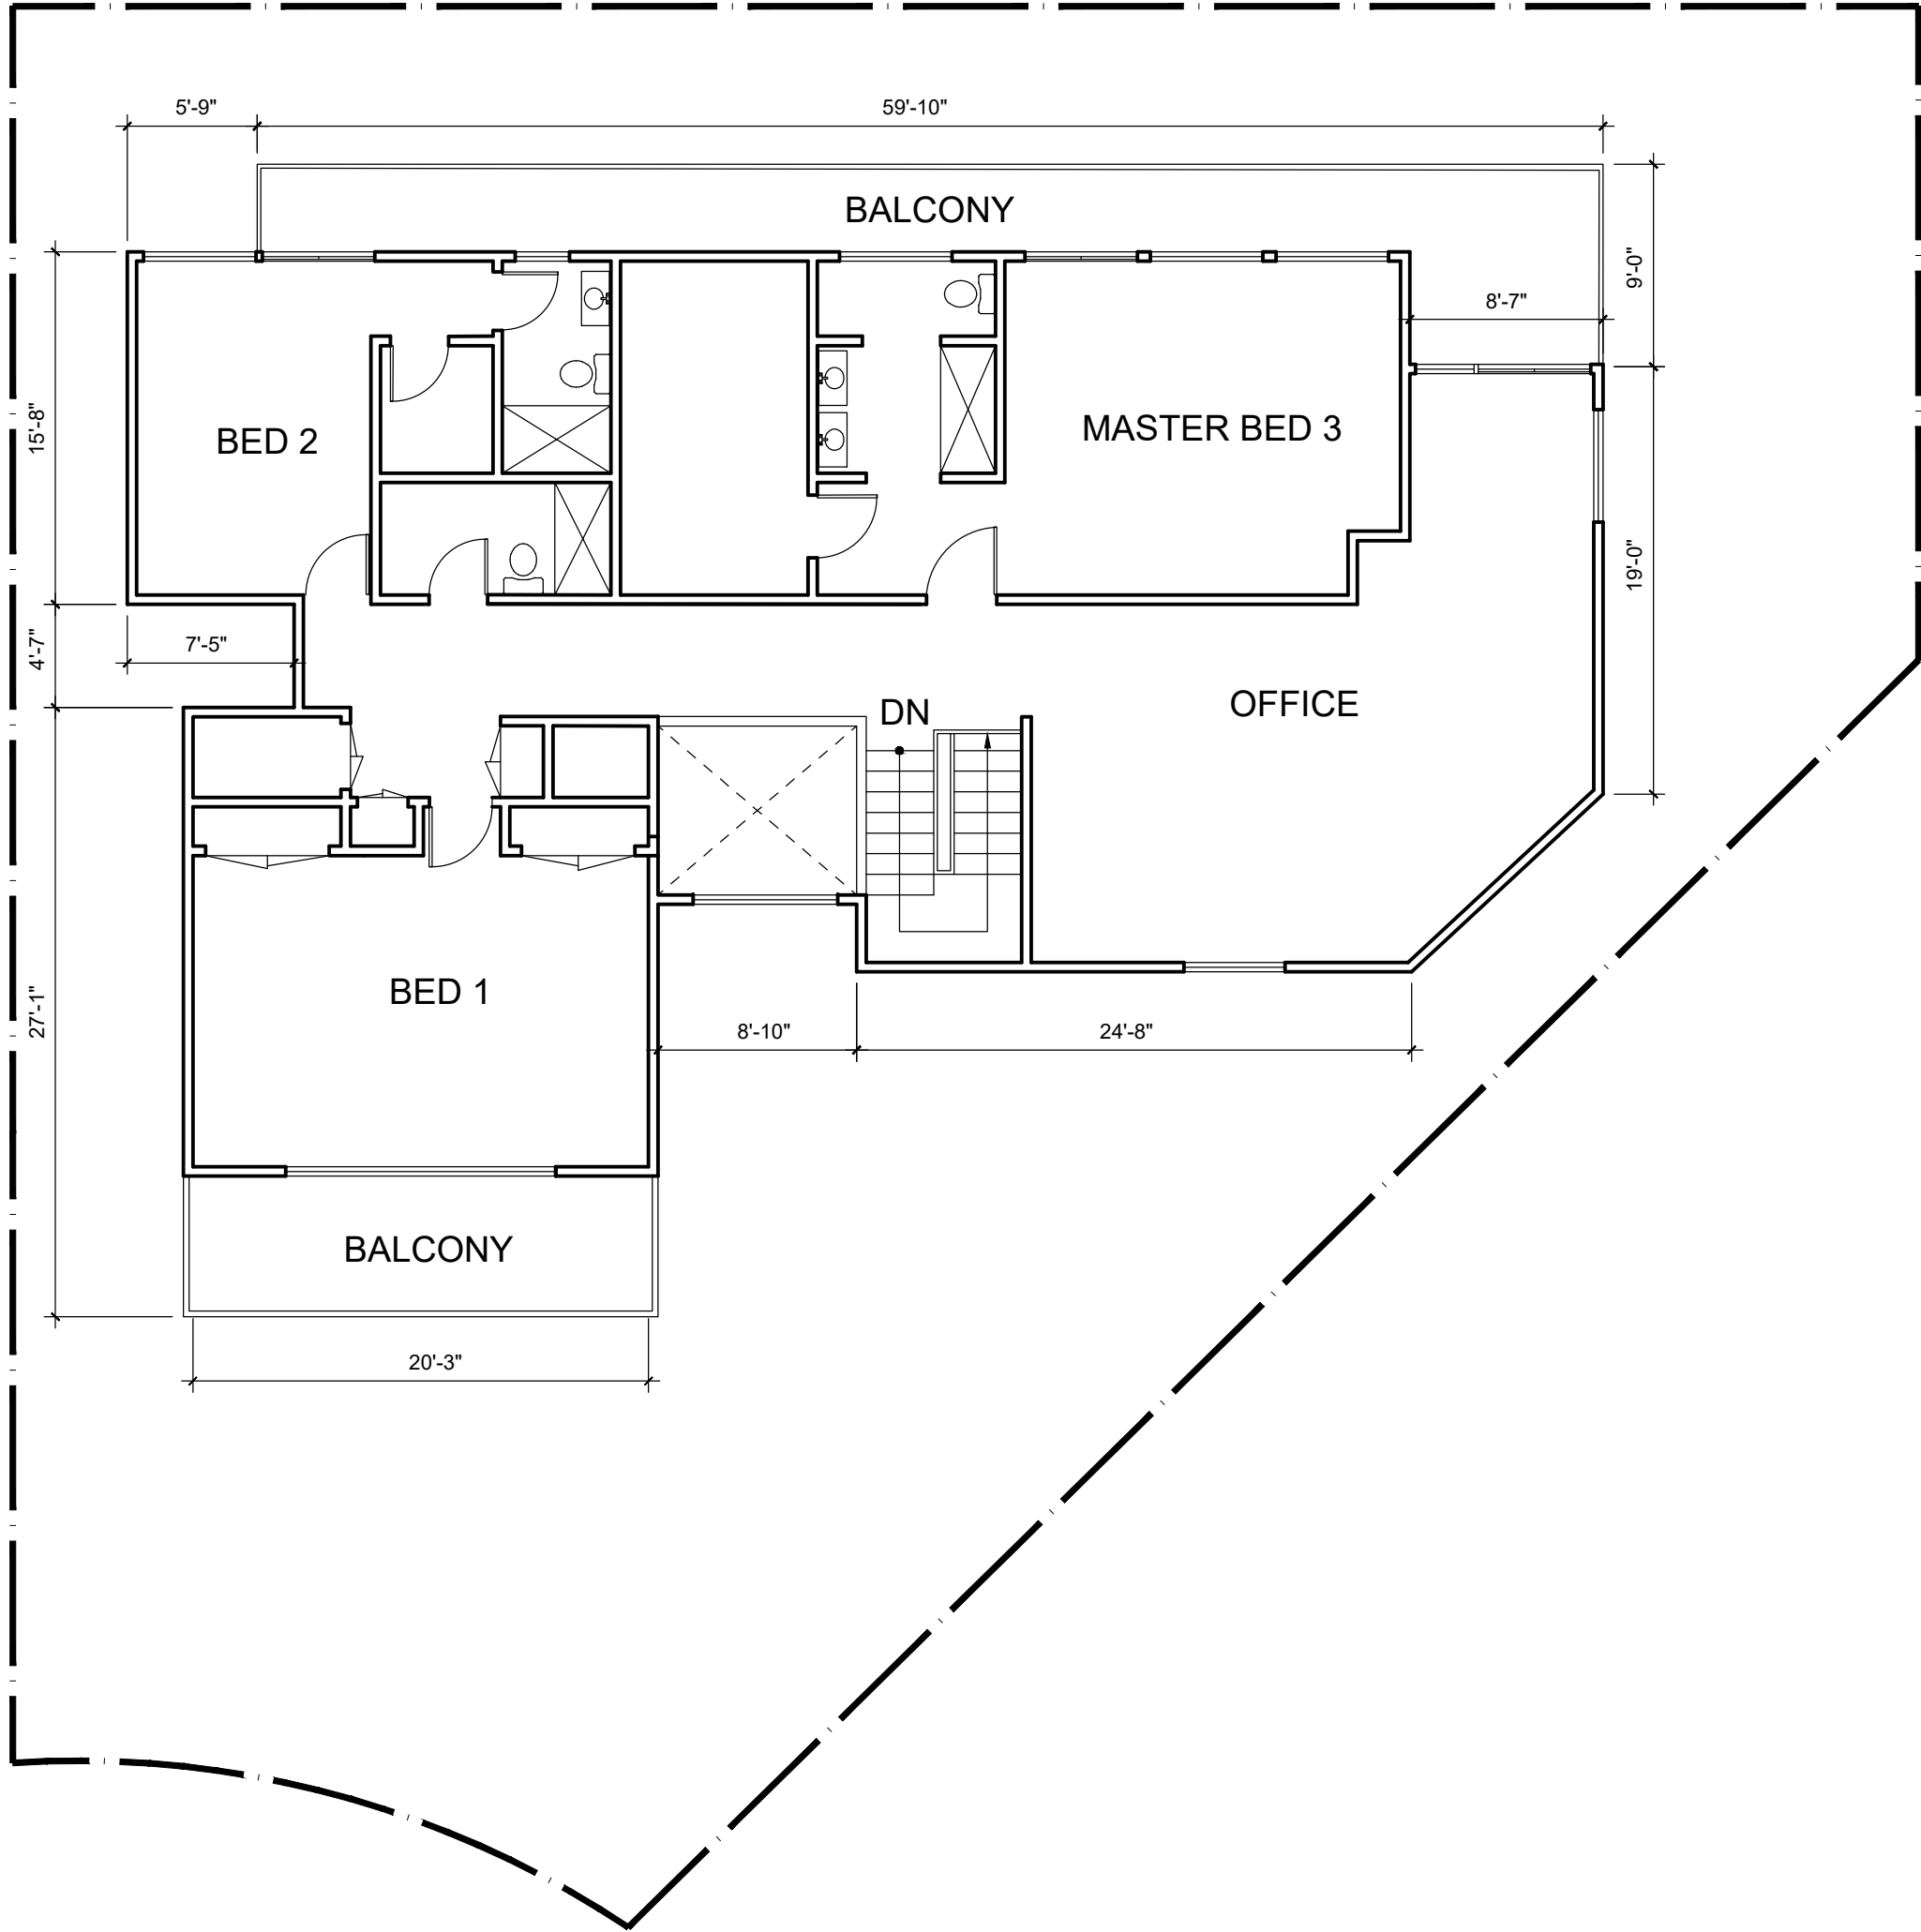 5'-9"
59'-10"
BALCONY
9'-0"
8'-7"
15'-8"
BED 2
MASTER BED 3
19'-0"
4'-7"
7'-5"
DN
OFFICE
BED 1
27'-1"
8'-10"
24'-8"
BALCONY
20'-3"